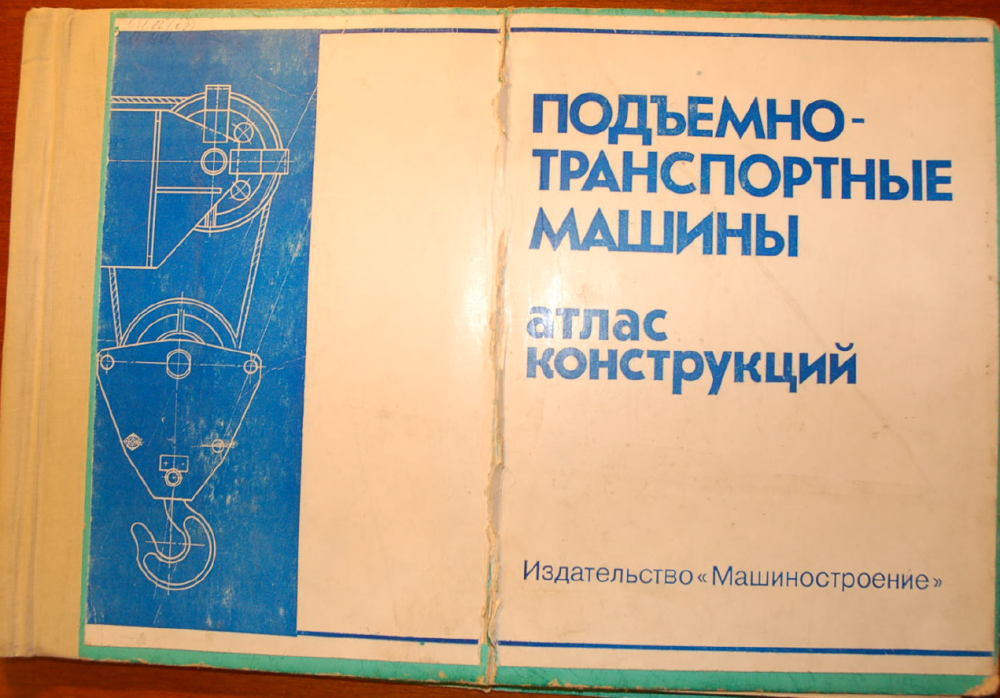 ПОДЪЕМНО-
ТРАНСПОРТНЫЕ
МАШИНЫ
атлас
конструкций
Издательство «Машиностроение»